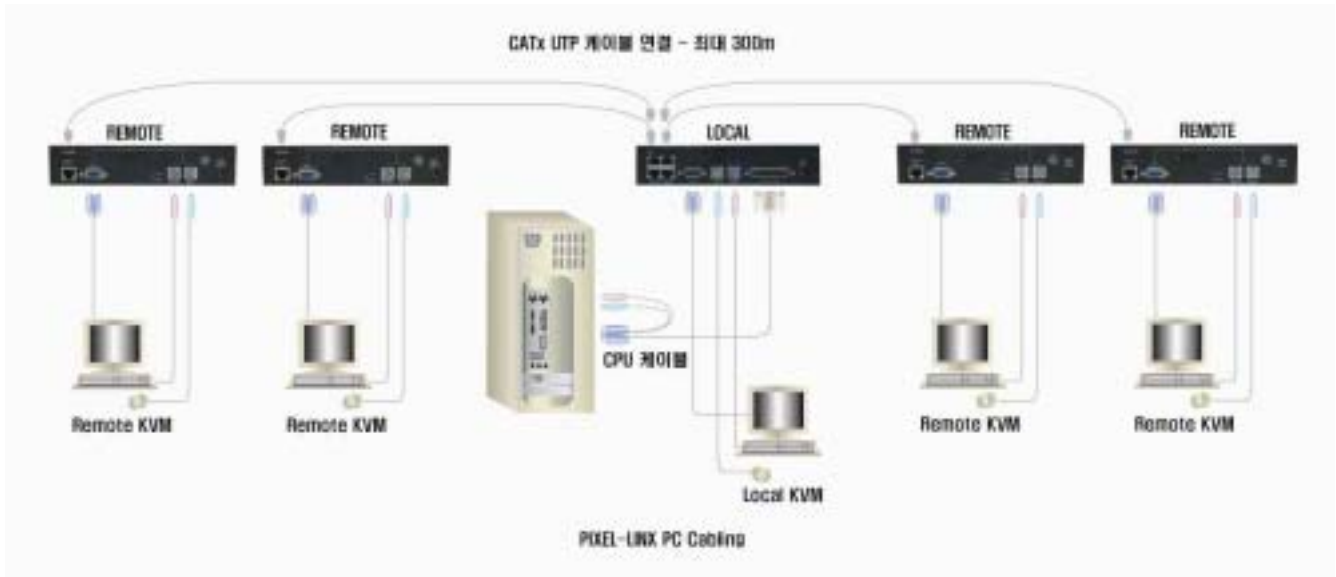 CATx UTP 케이블 연결 - 최대 300m
REMOTE
REMOTE
LOCAL
REMOTE
REMOTE
CPU 케이블
Remote KVM
Remote KVM
Remote KVM
Remote KVM
Local KVM
PIXEL-LINX PC Cabling